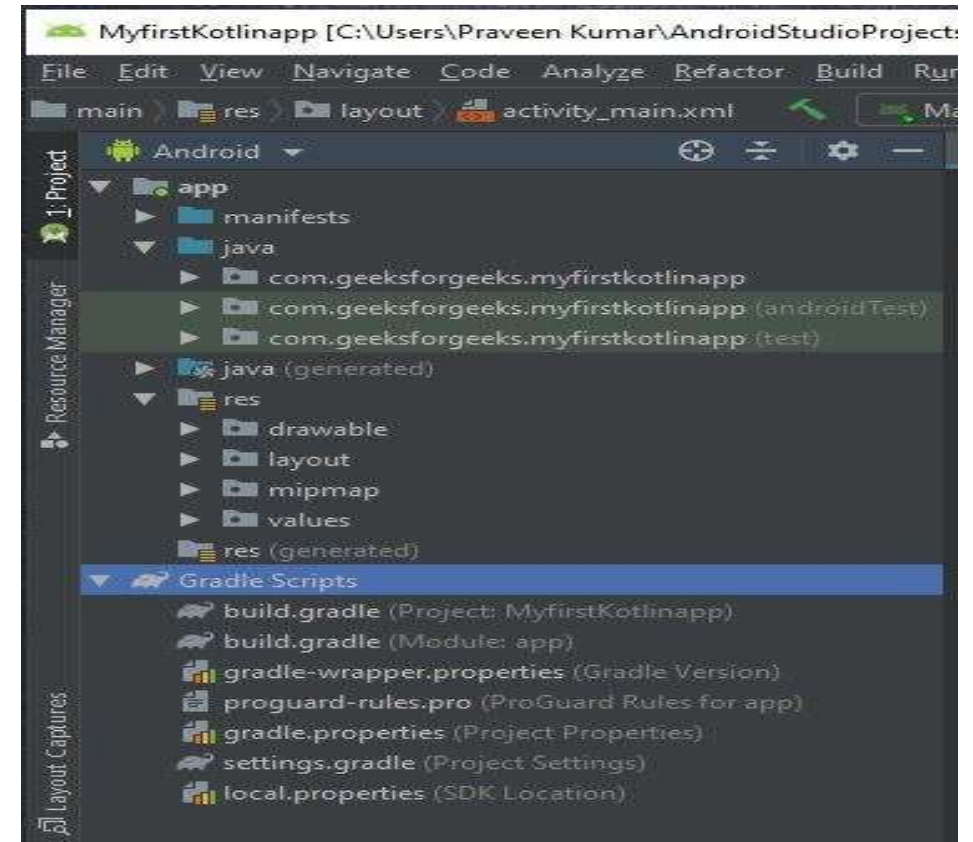 MyfirstKotlinapp [C:\Users\Praveen Kumar\AndroidStudioProjects
File Edit View Navigate Code Analyze Refactor Build Run
main res layout activity_main.xml Ma
Android
1: Project
Resource Manager
Layout Captures
app
manifests
java
com.geeksforgeeks.myfirstkotlinapp
com.geeksforgeeks.myfirstkotlinapp (androidTest)
com.geeksforgeeks.myfirstkotlinapp (test)
java (generated)
res
drawable
layout
mipmap
values
res (generated)
Gradle Scripts
build.gradle (Project: MyfirstKotlinapp)
build.gradle (Module: app)
gradle-wrapper.properties (Gradle Version)
proguard-rules.pro (ProGuard Rules for app)
gradle.properties (Project Properties)
settings.gradle (Project Settings)
local.properties (SDK Location)